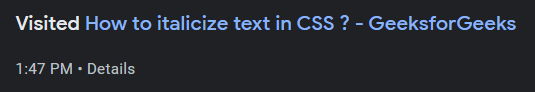 Visited How to italicize text in CSS ? - GeeksforGeeks
1:47 PM • Details